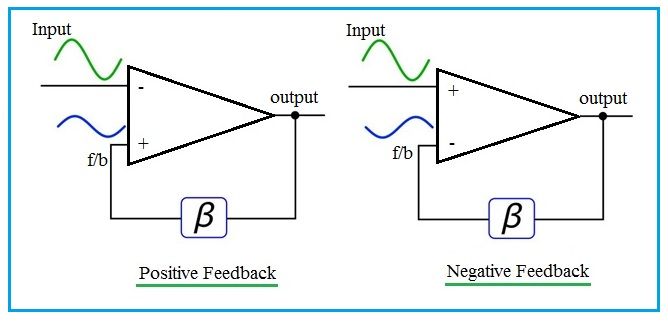 Input
-
+
f/b
output
β
Positive Feedback
Input
+
-
f/b
output
β
Negative Feedback